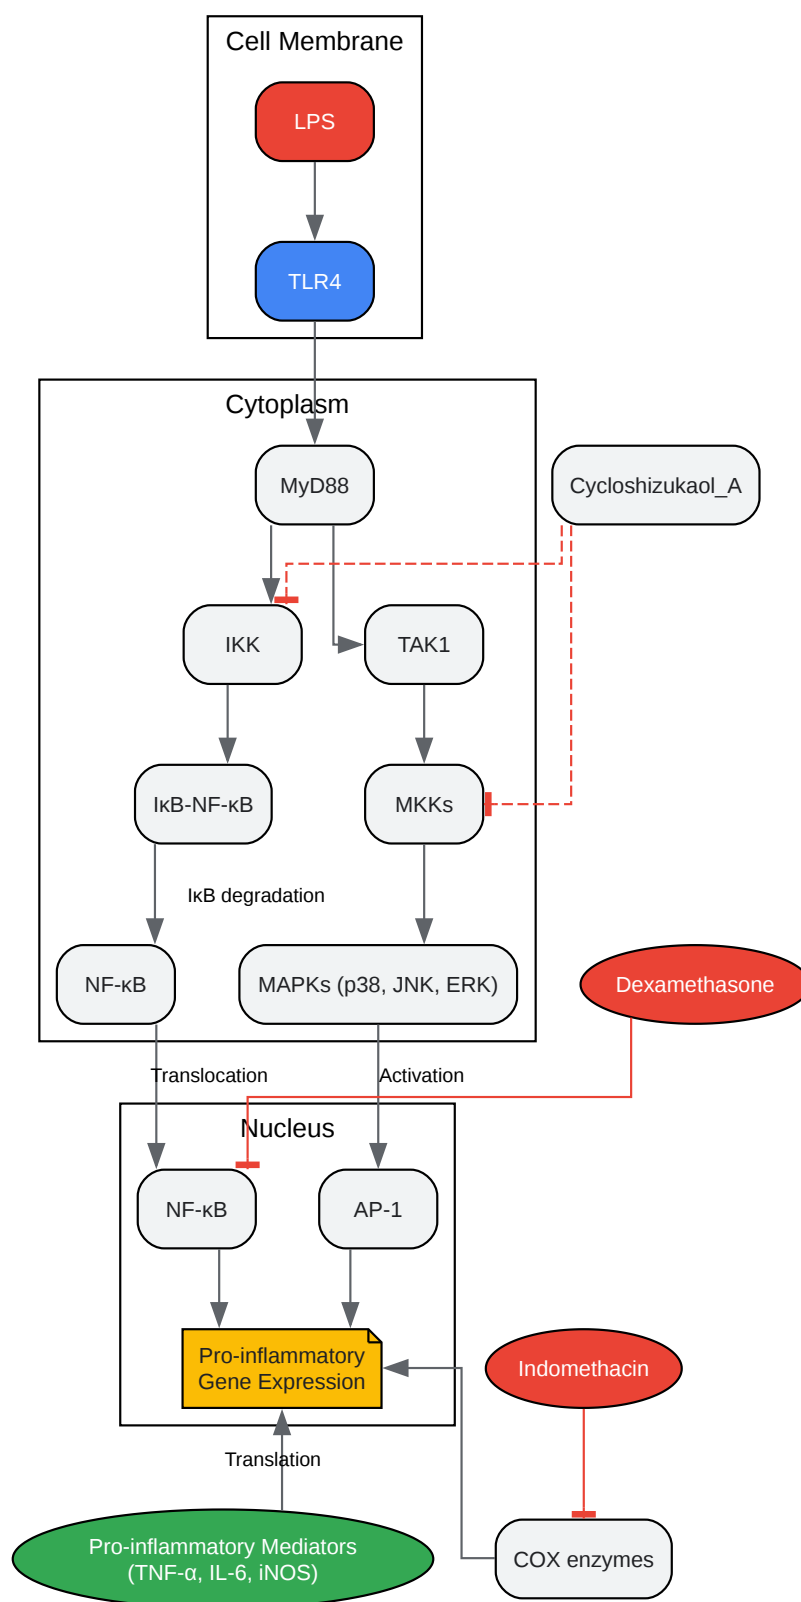 Cell Membrane
LPS
TLR4
Cytoplasm
MyD88
Cycloshizukaol_A
IKK
TAK1
IκB-NF-κB
MKKs
IκB degradation
NF-κB
MAPKs (p38, JNK, ERK)
Dexamethasone
Translocation
Activation
Nucleus
NF-κB
AP-1
Pro-inflammatory
Gene Expression
Indomethacin
Translation
Pro-inflammatory Mediators
(TNF-α, IL-6, iNOS)
COX enzymes